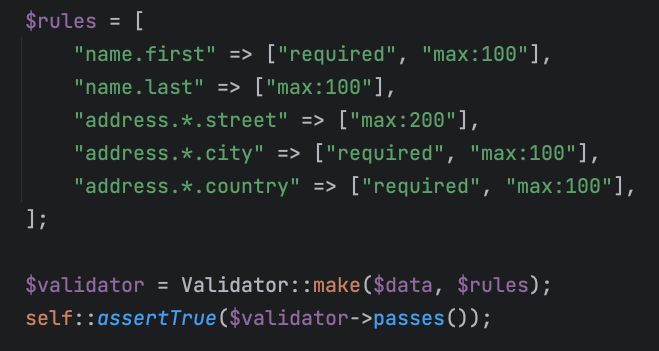 $rules = [
    "name.first" => ["required", "max:100"],
    "name.last" => ["max:100"],
    "address.*.street" => ["max:200"],
    "address.*.city" => ["required", "max:100"],
    "address.*.country" => ["required", "max:100"],
];

$validator = Validator::make($data, $rules);
self::assertTrue($validator->passes());